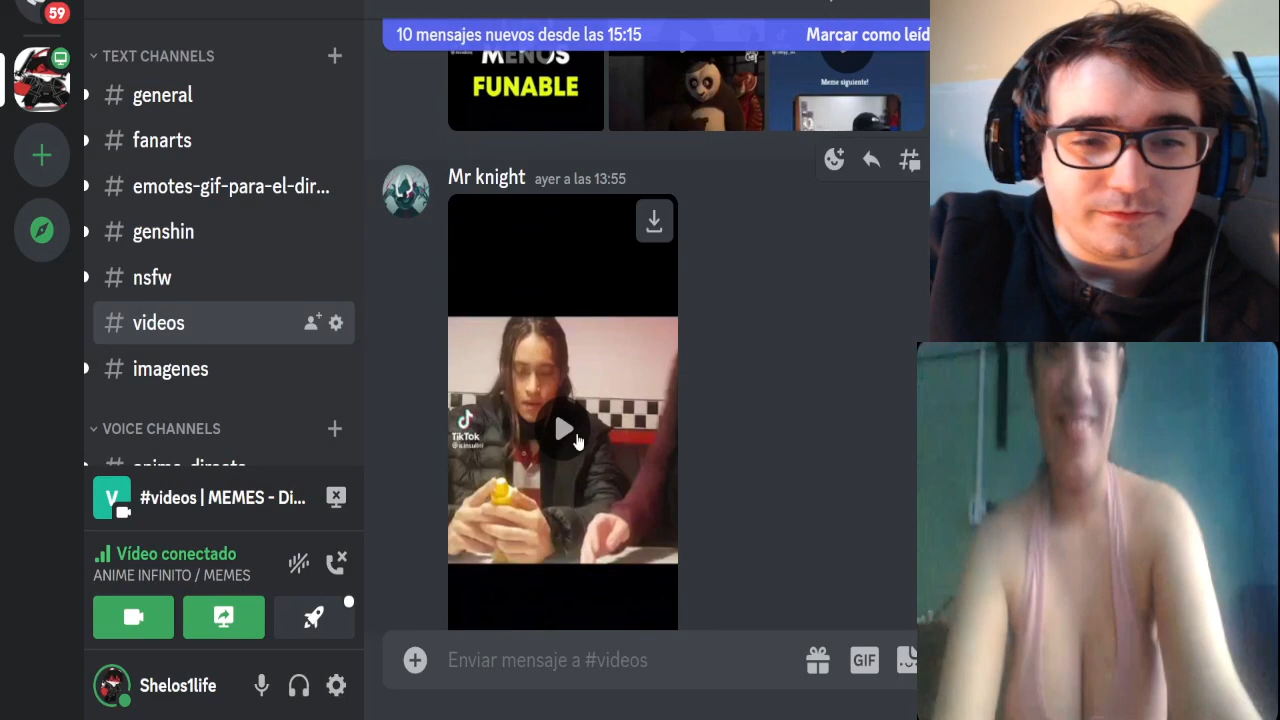 59
TEXT CHANNELS
general
fanarts
emotes-gif-para-el-dir...
genshin
nsfw
videos
imagenes
VOICE CHANNELS
V
#videos | MEMES - Di...
Vídeo conectado
ANIME INFINITO / MEMES
Shelos1life
10 mensajes nuevos desde las 15:15
Marcar como leíd
MENOS
FUNABLE
Meme siguiente!
Mr knight ayer a las 13:55
TikTok
Enviar mensaje a #videos
GIF